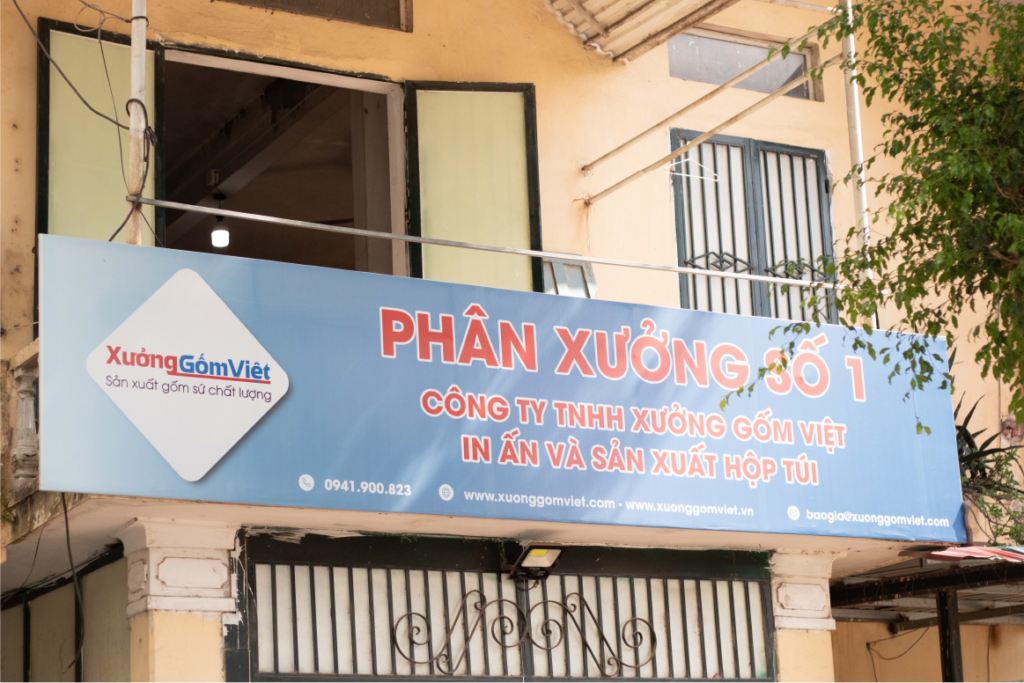 XưởngGốmViệt
Sản xuất gốm sứ chất lượng
PHÂN XƯỞNG SỐ 1
CÔNG TY TNHH XƯỞNG GỐM VIỆT
IN ẤN VÀ SẢN XUẤT HỘP TÚI
0941.900.823
www.xuonggomviet.com - www.xuonggomviet.vn
baogia@xuonggomviet.com